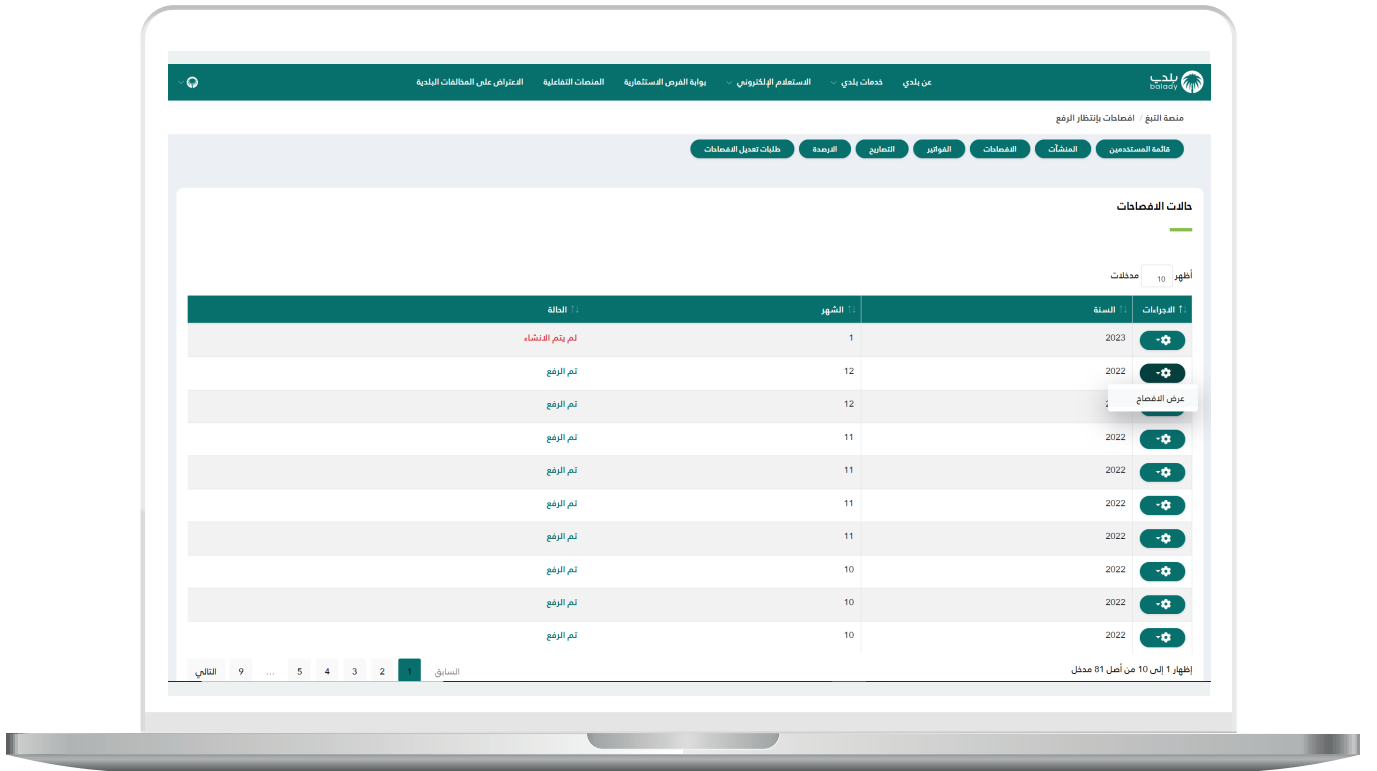 بلدي
balady
عن بلدي خدمات بلدي الاستعلام الإلكتروني بوابة الفرص الاستثمارية المنصات التفاعلية الاعتراض على المخالفات البلدية
منصة التبغ / افصاحات بإنتظار الرفع
قائمة المستخدمين المنشآت الافصاحات الفواتير التصاريح الارصدة طلبات تعديل الافصاحات
حالات الافصاحات
أظهر 10 مدخلات
الاجراءات السنة الشهر الحالة
2023 1 لم يتم الانشاء
2022 12 تم الرفع
عرض الافصاح
2 12 تم الرفع
2022 11 تم الرفع
2022 11 تم الرفع
2022 11 تم الرفع
2022 11 تم الرفع
2022 10 تم الرفع
2022 10 تم الرفع
2022 10 تم الرفع
إظهار 1 إلى 10 من أصل 81 مدخل
السابق 1 2 3 4 5 ... 9 التالي